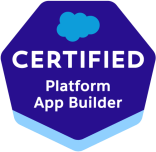 CERTIFIED
Platform
App Builder